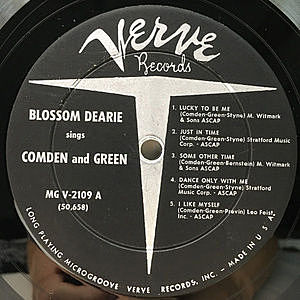 Verve
Records
BLOSSOM DEARIE
sings
COMDEN and GREEN
MG V-2109 A
(50,658)
1. LUCKY TO BE ME
(Comden-Green-Styne) M. Witmark
& Sons ASCAP
2. JUST IN TIME
(Comden-Green-Styne) Stratford Music
Corp. - ASCAP
3. SOME OTHER TIME
(Comden-Green-Bernstein) M. Witmark
& Sons ASCAP
4. DANCE ONLY WITH ME
(Comden-Green-Styne) Stratford
Music Corp. - ASCAP
5. I LIKE MYSELF
(Comden-Green-Previn) Leo Feist,
Inc. - ASCAP
LONG PLAYING MICROGROOVE VERVE RECORDS, INC. - MADE IN U.S.A.